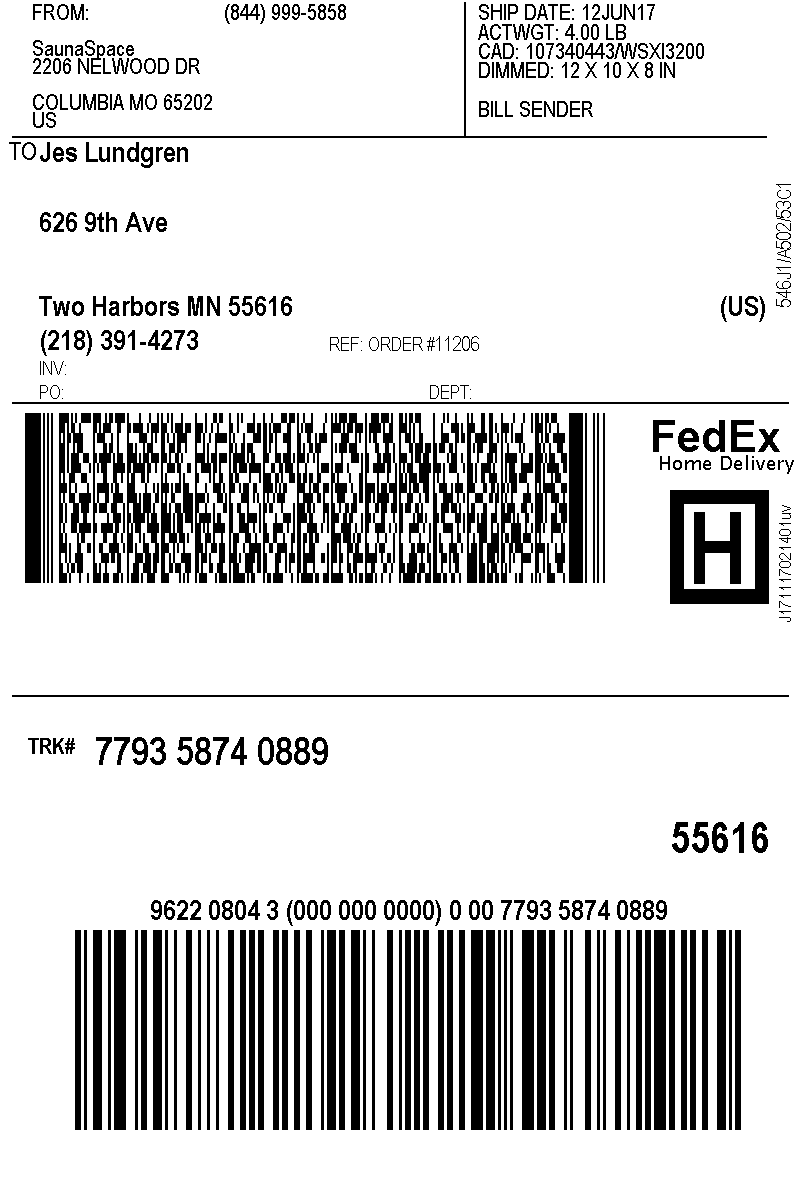 FROM: (844) 999-5858
SaunaSpace
2206 NELWOOD DR
COLUMBIA MO 65202
US
SHIP DATE: 12JUN17
ACTWGT: 4.00 LB
CAD: 107340443/WSXI3200
DIMMED: 12 X 10 X 8 IN
BILL SENDER
TO Jes Lundgren
626 9th Ave
Two Harbors MN 55616 (US)
(218) 391-4273 REF: ORDER #11206
INV:
PO: DEPT:
546J1/A502/53C1
FedEx
Home Delivery
H
J171117021401uv
TRK# 7793 5874 0889
55616
9622 0804 3 (000 000 0000) 0 00 7793 5874 0889